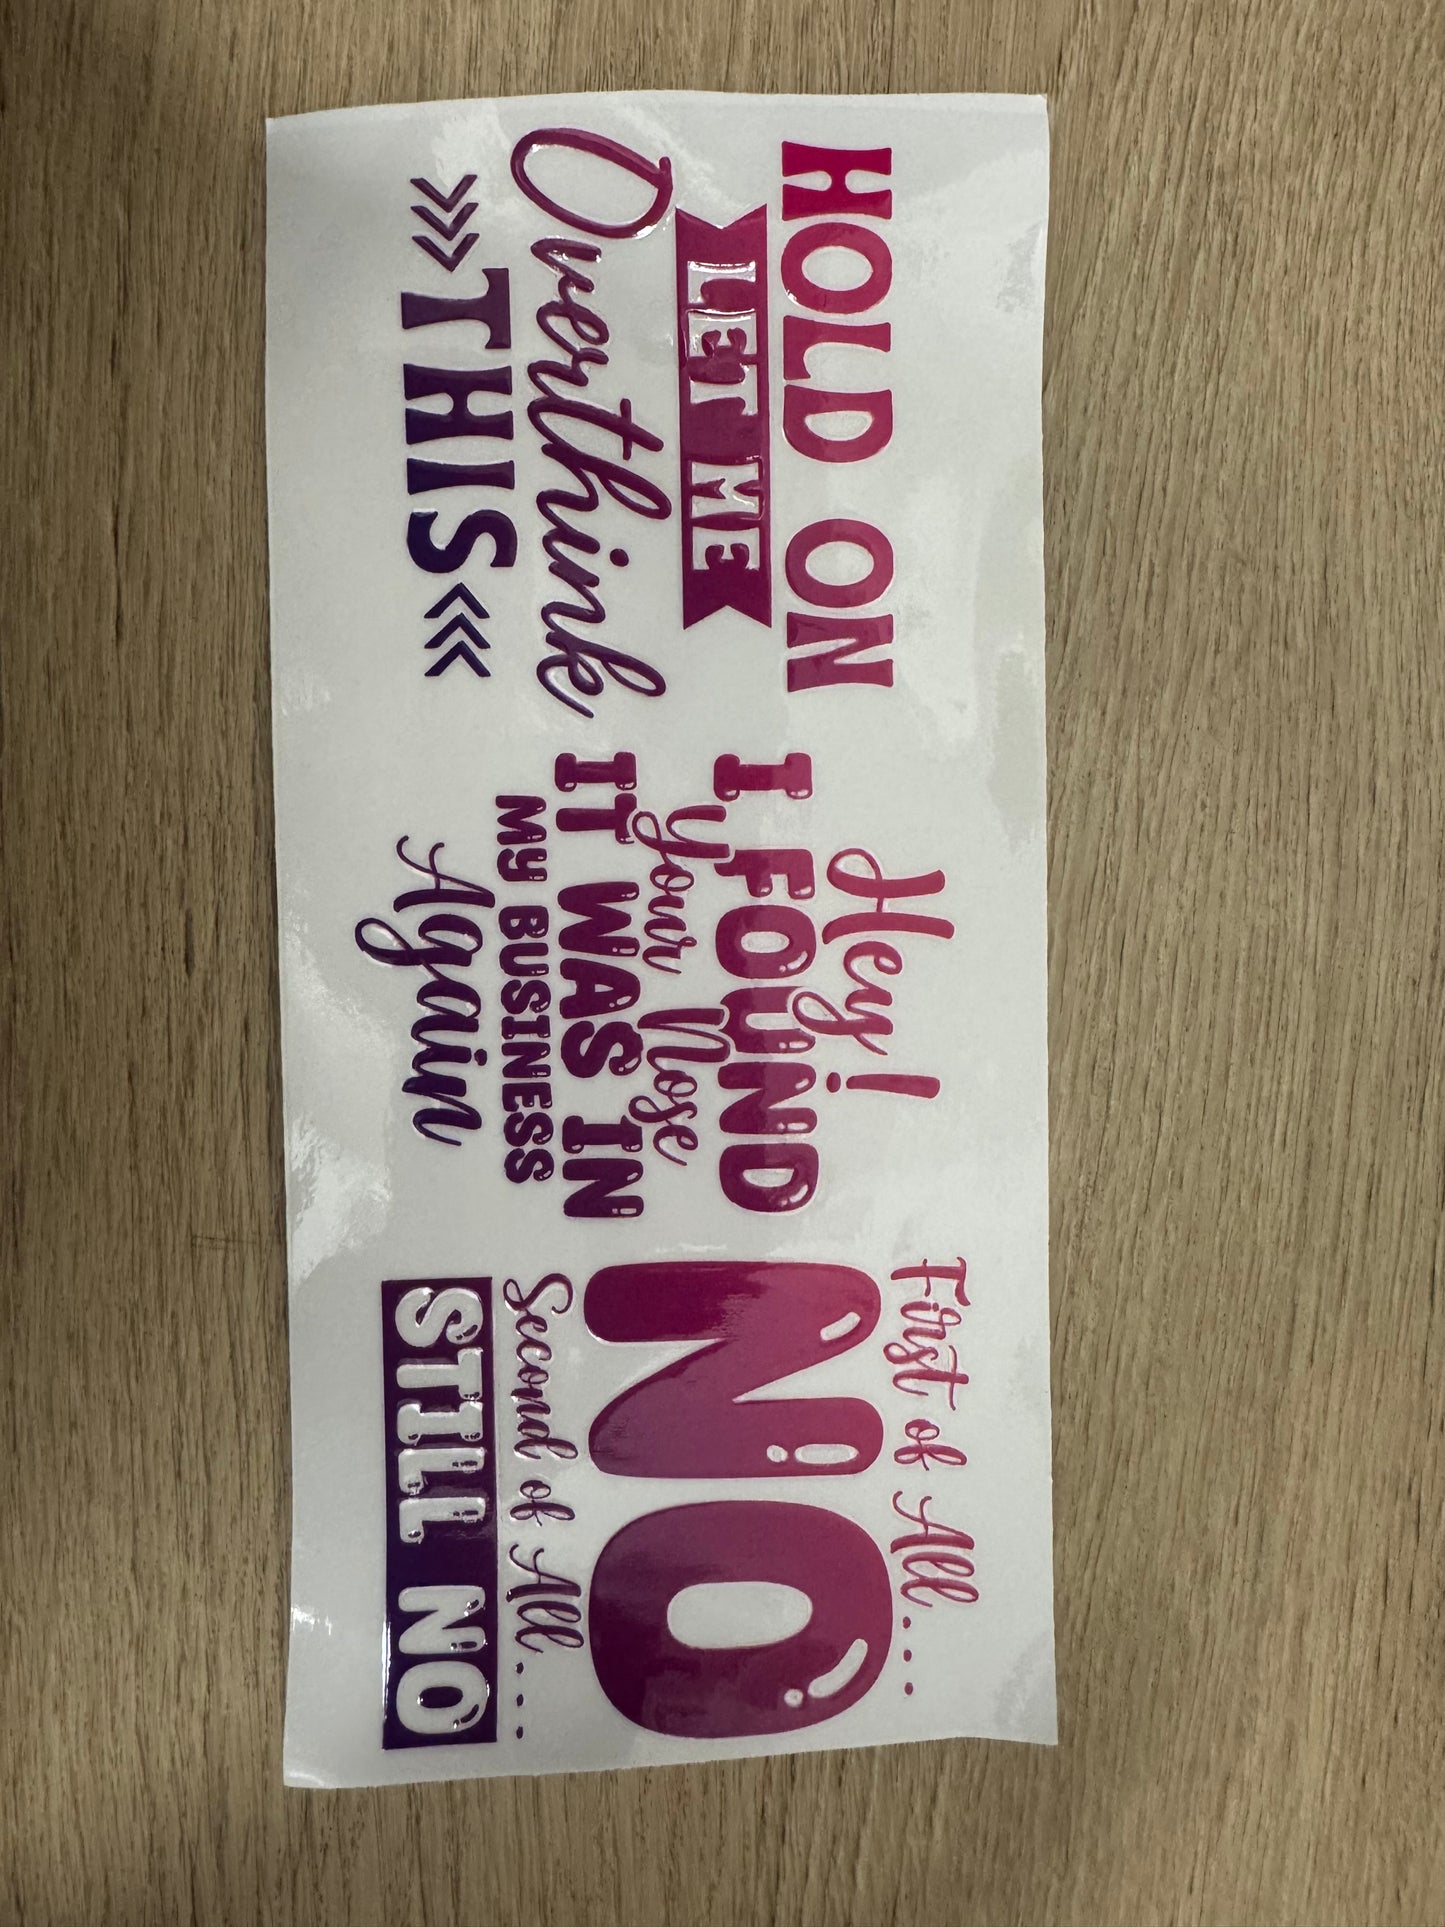 HOLD ON
LET ME
Overthink
>>>THIS<<<
Hey!
I FOUND
your Nose
IT WAS IN
MY BUSINESS
Again
First of All...
NO
Second of All...
STILL NO